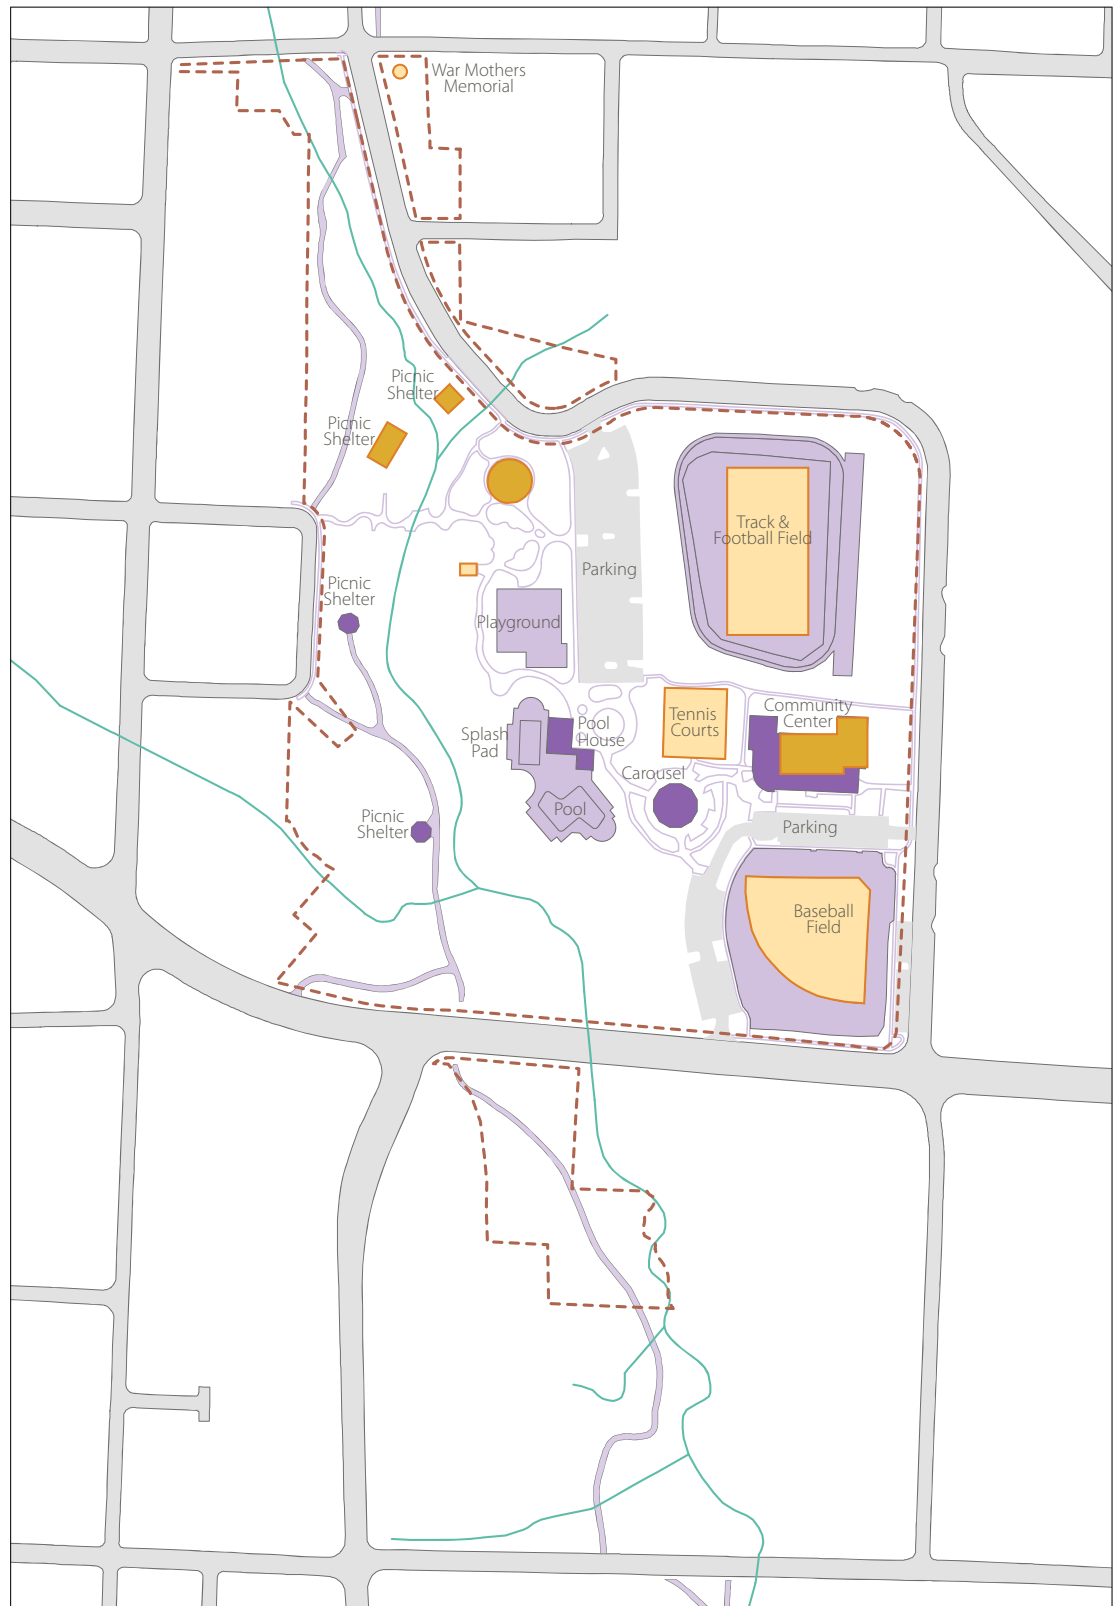 War Mothers
Memorial
Picnic
Shelter
Picnic
Shelter
Track &
Football Field
Parking
Picnic
Shelter
Playground
Tennis
Courts
Community
Center
Splash
Pad
Pool
House
Carousel
Pool
Picnic
Shelter
Parking
Baseball
Field